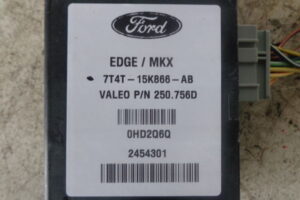 Ford
EDGE / MKX
7T4T-15K866-AB
VALEO P/N 250.756D
0HD2Q6Q
2454301